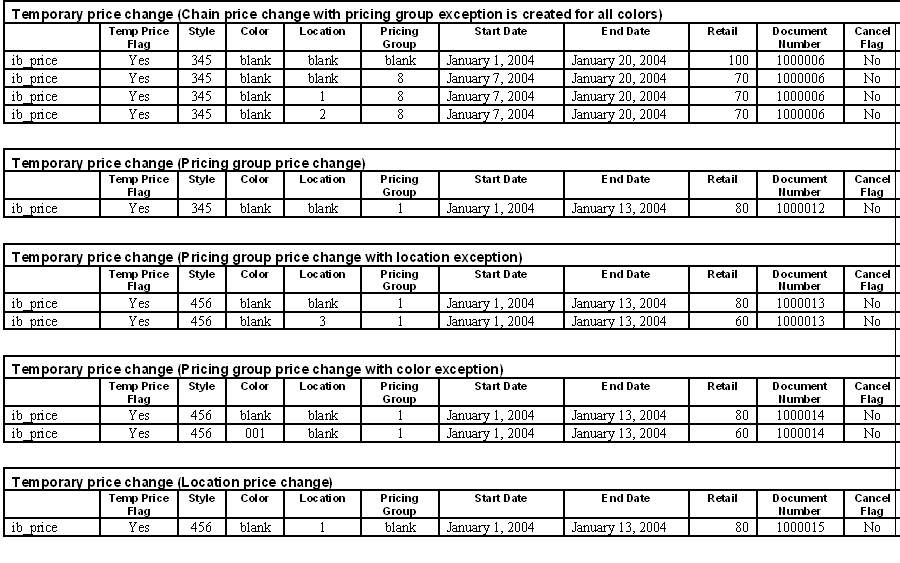 Temporary price change (Chain price change with pricing group exception is created for all colors)
Temp Price Flag Style Color Location Pricing Group Start Date End Date Retail Document Number Cancel Flag
ib_price Yes 345 blank blank blank January 1, 2004 January 20, 2004 100 1000006 No
ib_price Yes 345 blank blank 8 January 7, 2004 January 20, 2004 70 1000006 No
ib_price Yes 345 blank 1 8 January 7, 2004 January 20, 2004 70 1000006 No
ib_price Yes 345 blank 2 8 January 7, 2004 January 20, 2004 70 1000006 No
Temporary price change (Pricing group price change)
Temp Price Flag Style Color Location Pricing Group Start Date End Date Retail Document Number Cancel Flag
ib_price Yes 345 blank blank 1 January 1, 2004 January 13, 2004 80 1000012 No
Temporary price change (Pricing group price change with location exception)
Temp Price Flag Style Color Location Pricing Group Start Date End Date Retail Document Number Cancel Flag
ib_price Yes 456 blank blank 1 January 1, 2004 January 13, 2004 80 1000013 No
ib_price Yes 456 blank 3 1 January 1, 2004 January 13, 2004 60 1000013 No
Temporary price change (Pricing group price change with color exception)
Temp Price Flag Style Color Location Pricing Group Start Date End Date Retail Document Number Cancel Flag
ib_price Yes 456 blank blank 1 January 1, 2004 January 13, 2004 80 1000014 No
ib_price Yes 456 001 blank 1 January 1, 2004 January 13, 2004 60 1000014 No
Temporary price change (Location price change)
Temp Price Flag Style Color Location Pricing Group Start Date End Date Retail Document Number Cancel Flag
ib_price Yes 456 blank 1 blank January 1, 2004 January 13, 2004 80 1000015 No